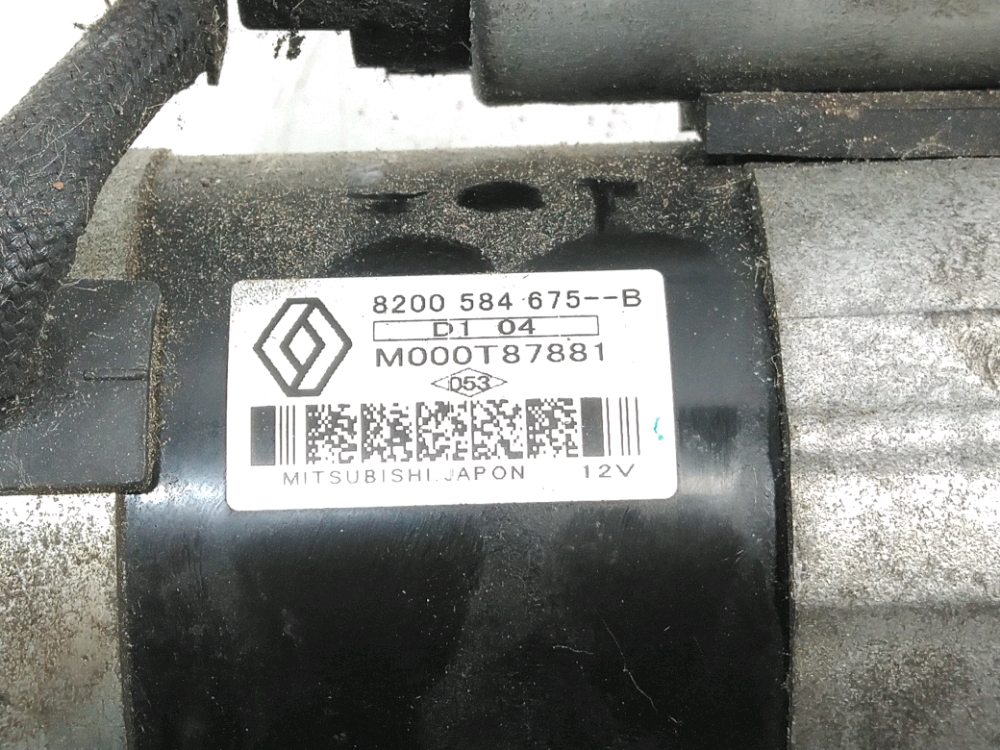 8200 584 675--B
D1 04
M000T87881
053
MITSUBISHI.JAPON 12V